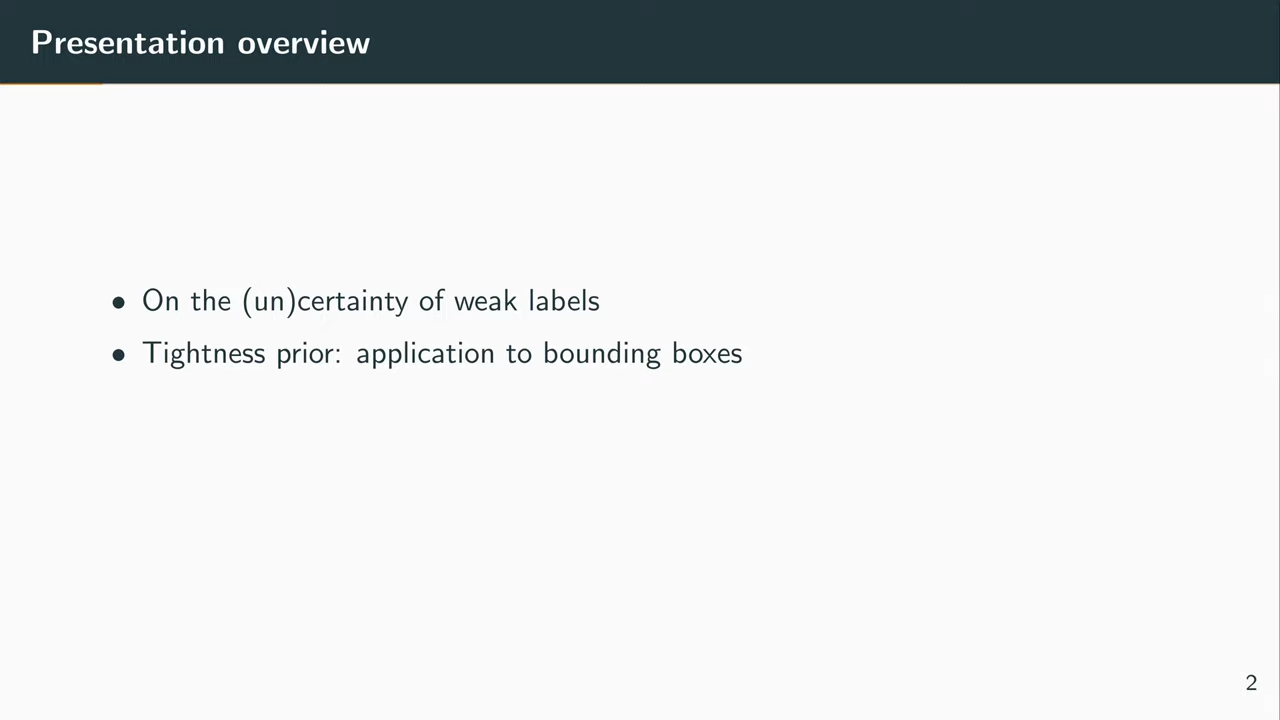 Presentation overview
• On the (un)certainty of weak labels
• Tightness prior: application to bounding boxes
2